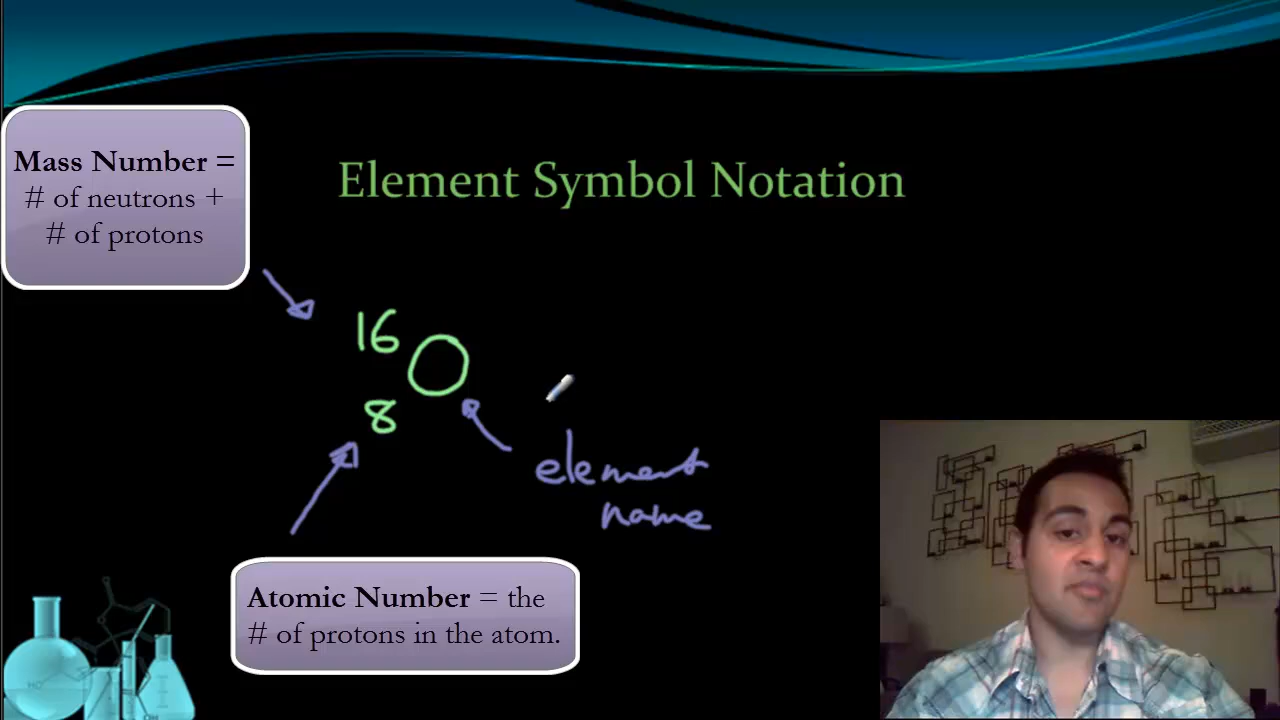 Mass Number =
# of neutrons +
# of protons
Element Symbol Notation
16
O
8
element
name
Atomic Number = the
# of protons in the atom.